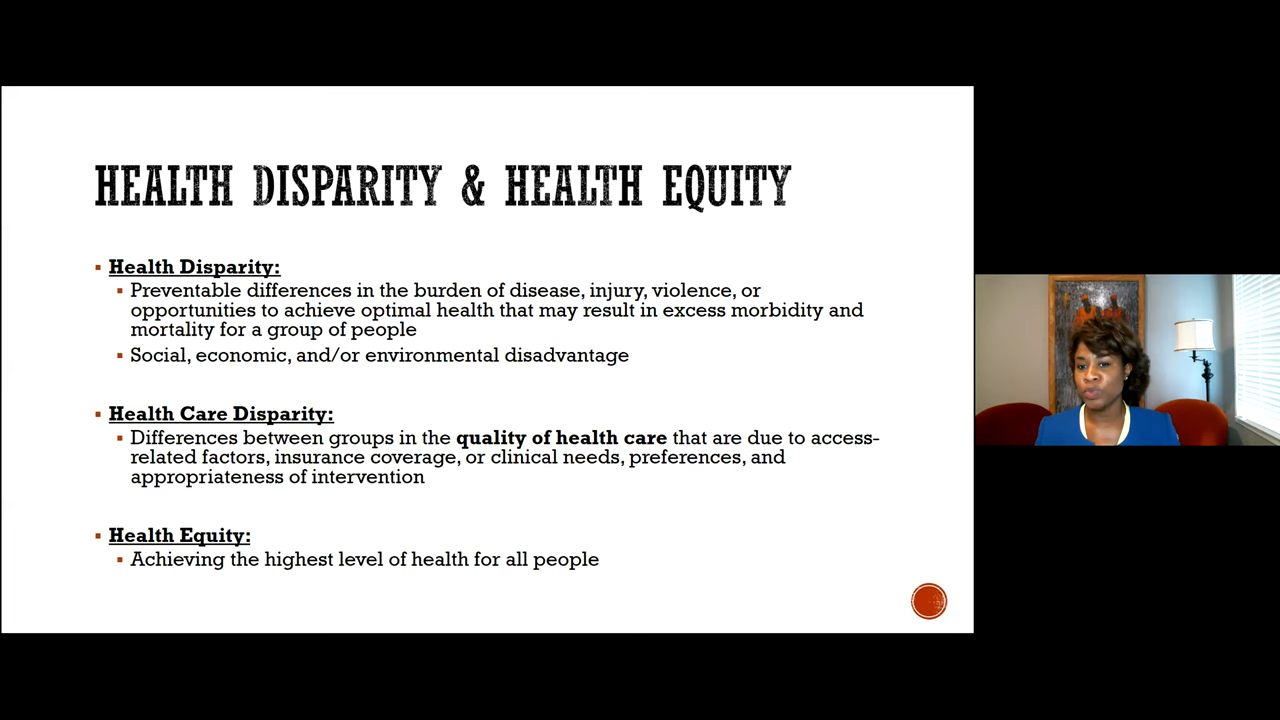 HEALTH DISPARITY & HEALTH EQUITY
Health Disparity:
Preventable differences in the burden of disease, injury, violence, or
opportunities to achieve optimal health that may result in excess morbidity and
mortality for a group of people
Social, economic, and/or environmental disadvantage
Health Care Disparity:
Differences between groups in the quality of health care that are due to access-
related factors, insurance coverage, or clinical needs, preferences, and
appropriateness of intervention
Health Equity:
Achieving the highest level of health for all people